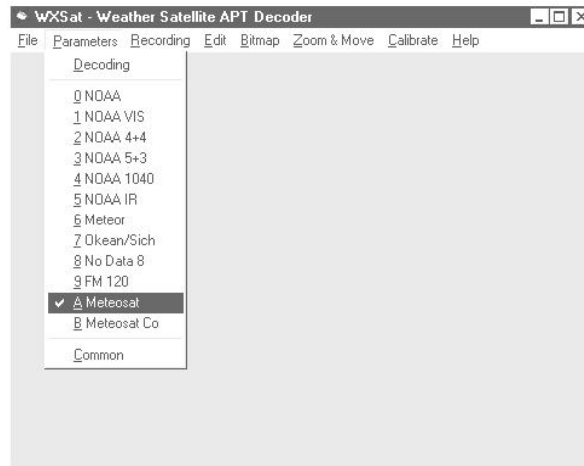 WXSat - Weather Satellite APT Decoder
File Parameters Recording Edit Bitmap Zoom & Move Calibrate Help
Decoding
0 NOAA
1 NOAA VIS
2 NOAA 4+4
3 NOAA 5+3
4 NOAA 1040
5 NOAA IR
6 Meteor
7 Okean/Sich
8 No Data 8
9 FM 120
A Meteosat
B Meteosat Co
Common